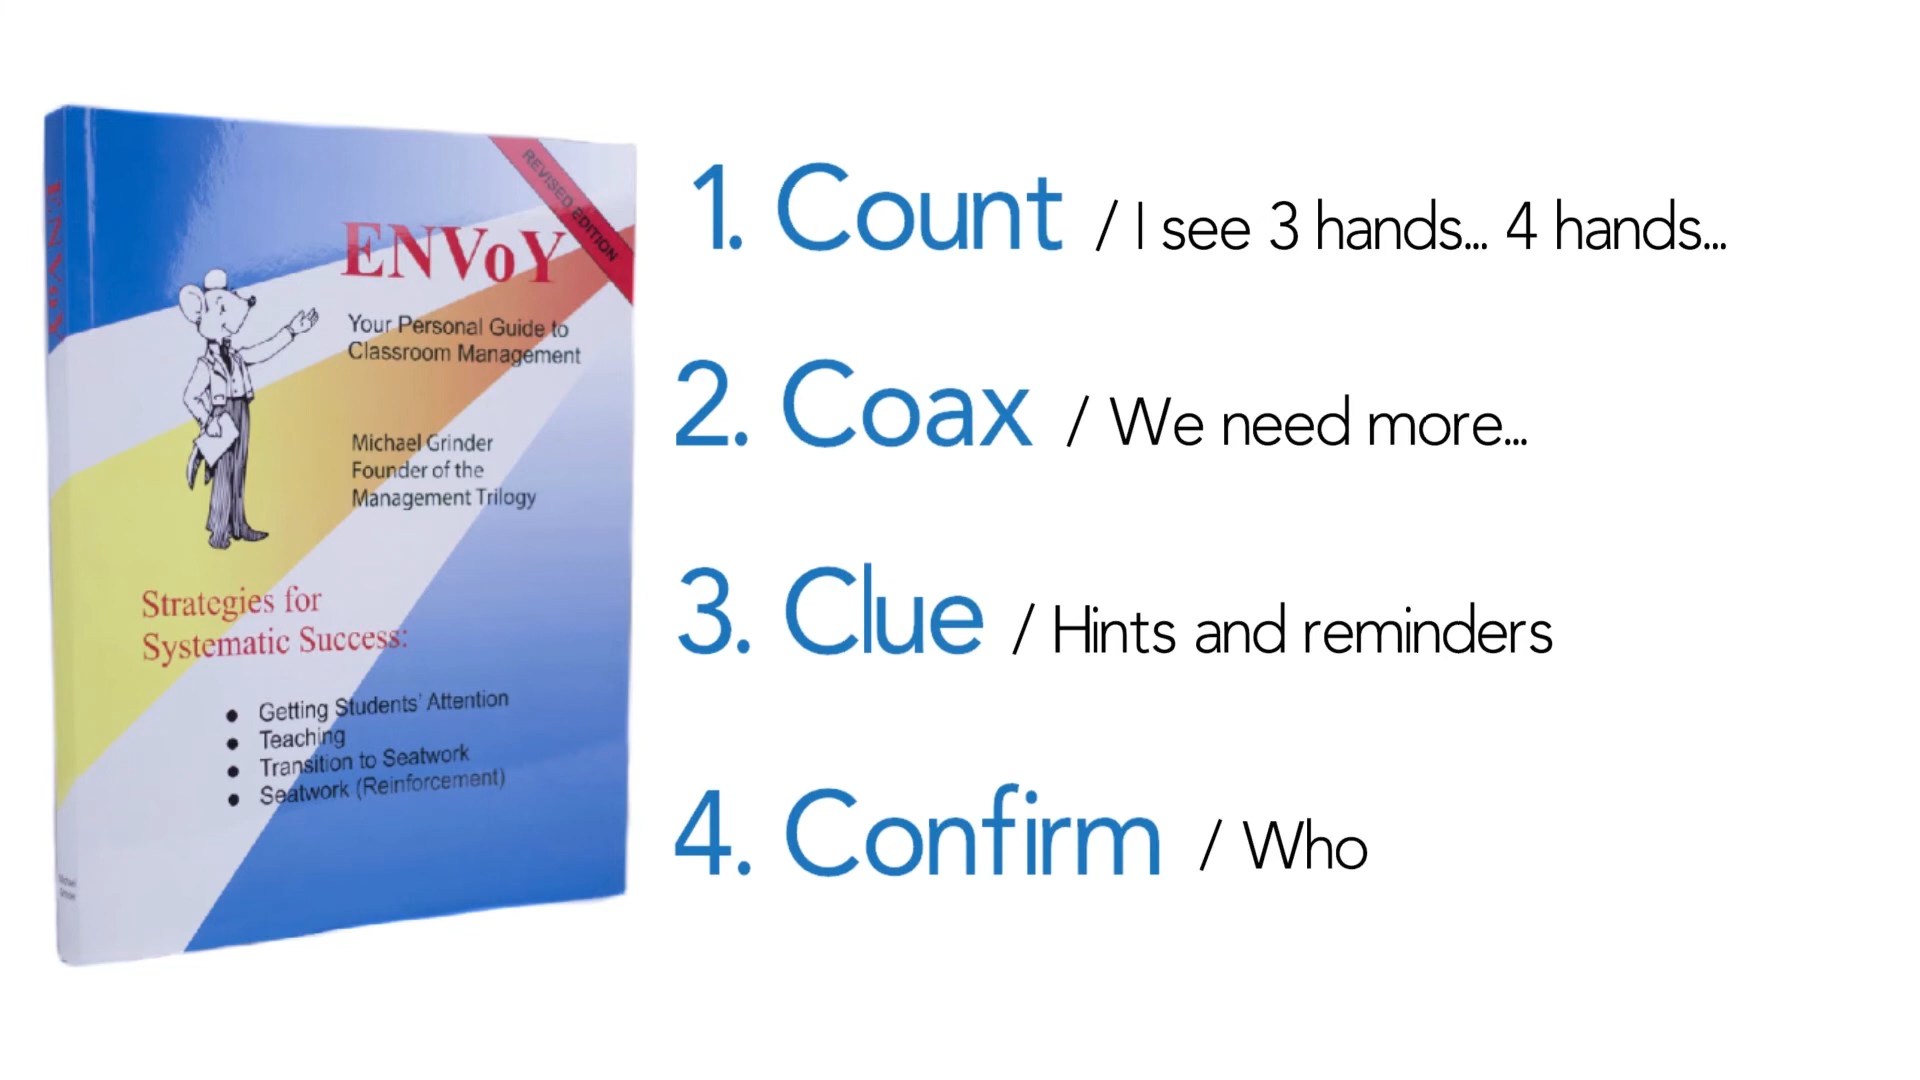 ENVoY
REVISED EDITION
ENVoY
Your Personal Guide to
Classroom Management
Michael Grinder
Founder of the
Management Trilogy
Strategies for
Systematic Success:
• Getting Students' Attention
• Teaching
• Transition to Seatwork
• Seatwork (Reinforcement)
1. Count / I see 3 hands... 4 hands...
2. Coax / We need more...
3. Clue / Hints and reminders
4. Confirm / Who